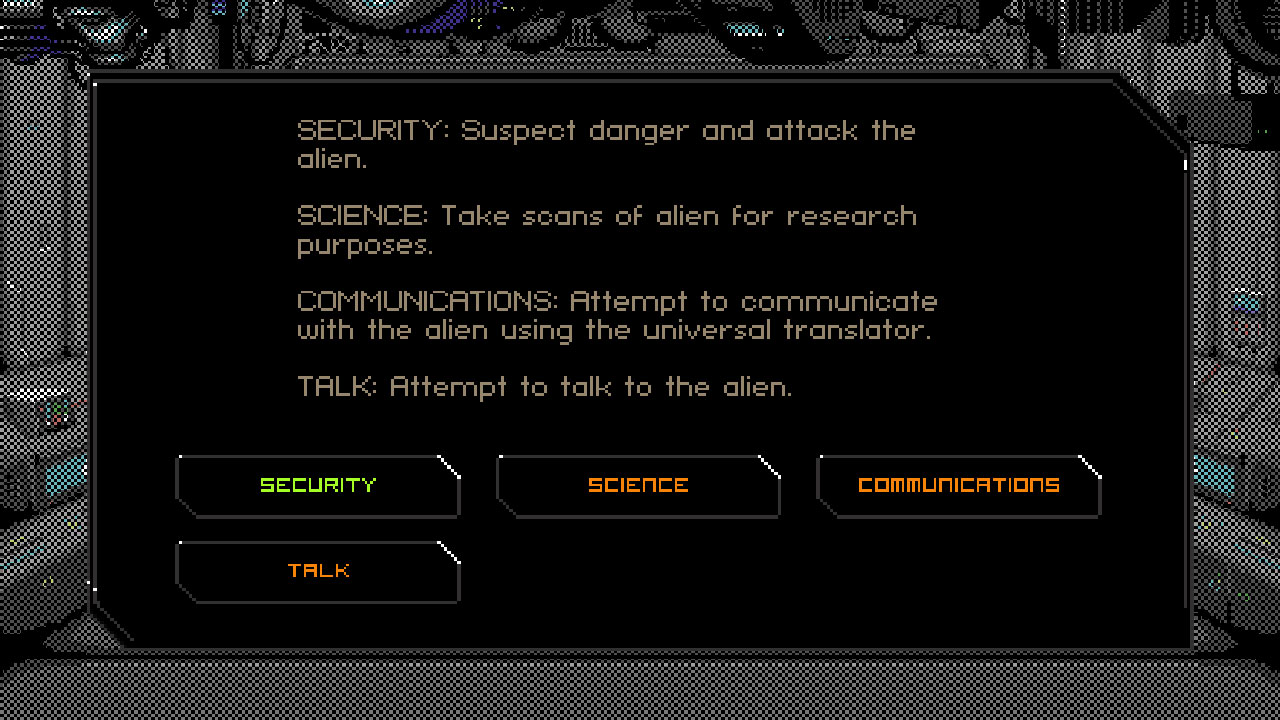 SECURITY: Suspect danger and attack the
alien.
SCIENCE: Take scans of alien for research
purposes.
COMMUNICATIONS: Attempt to communicate
with the alien using the universal translator.
TALK: Attempt to talk to the alien.
SECURITY
SCIENCE
COMMUNICATIONS
TALK